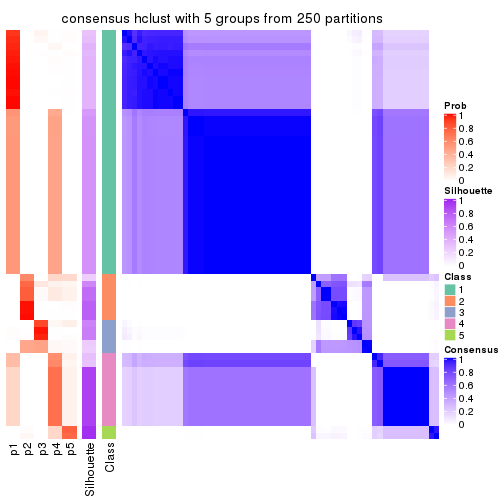 consensus hclust with 5 groups from 250 partitions
Prob
1
0.8
0.6
0.4
0.2
0
Silhouette
1
0.8
0.6
0.4
0.2
0
Class
1
2
3
4
5
Consensus
1
0.8
0.6
0.4
0.2
0
p1
p2
p3
p4
p5
Silhouette
Class